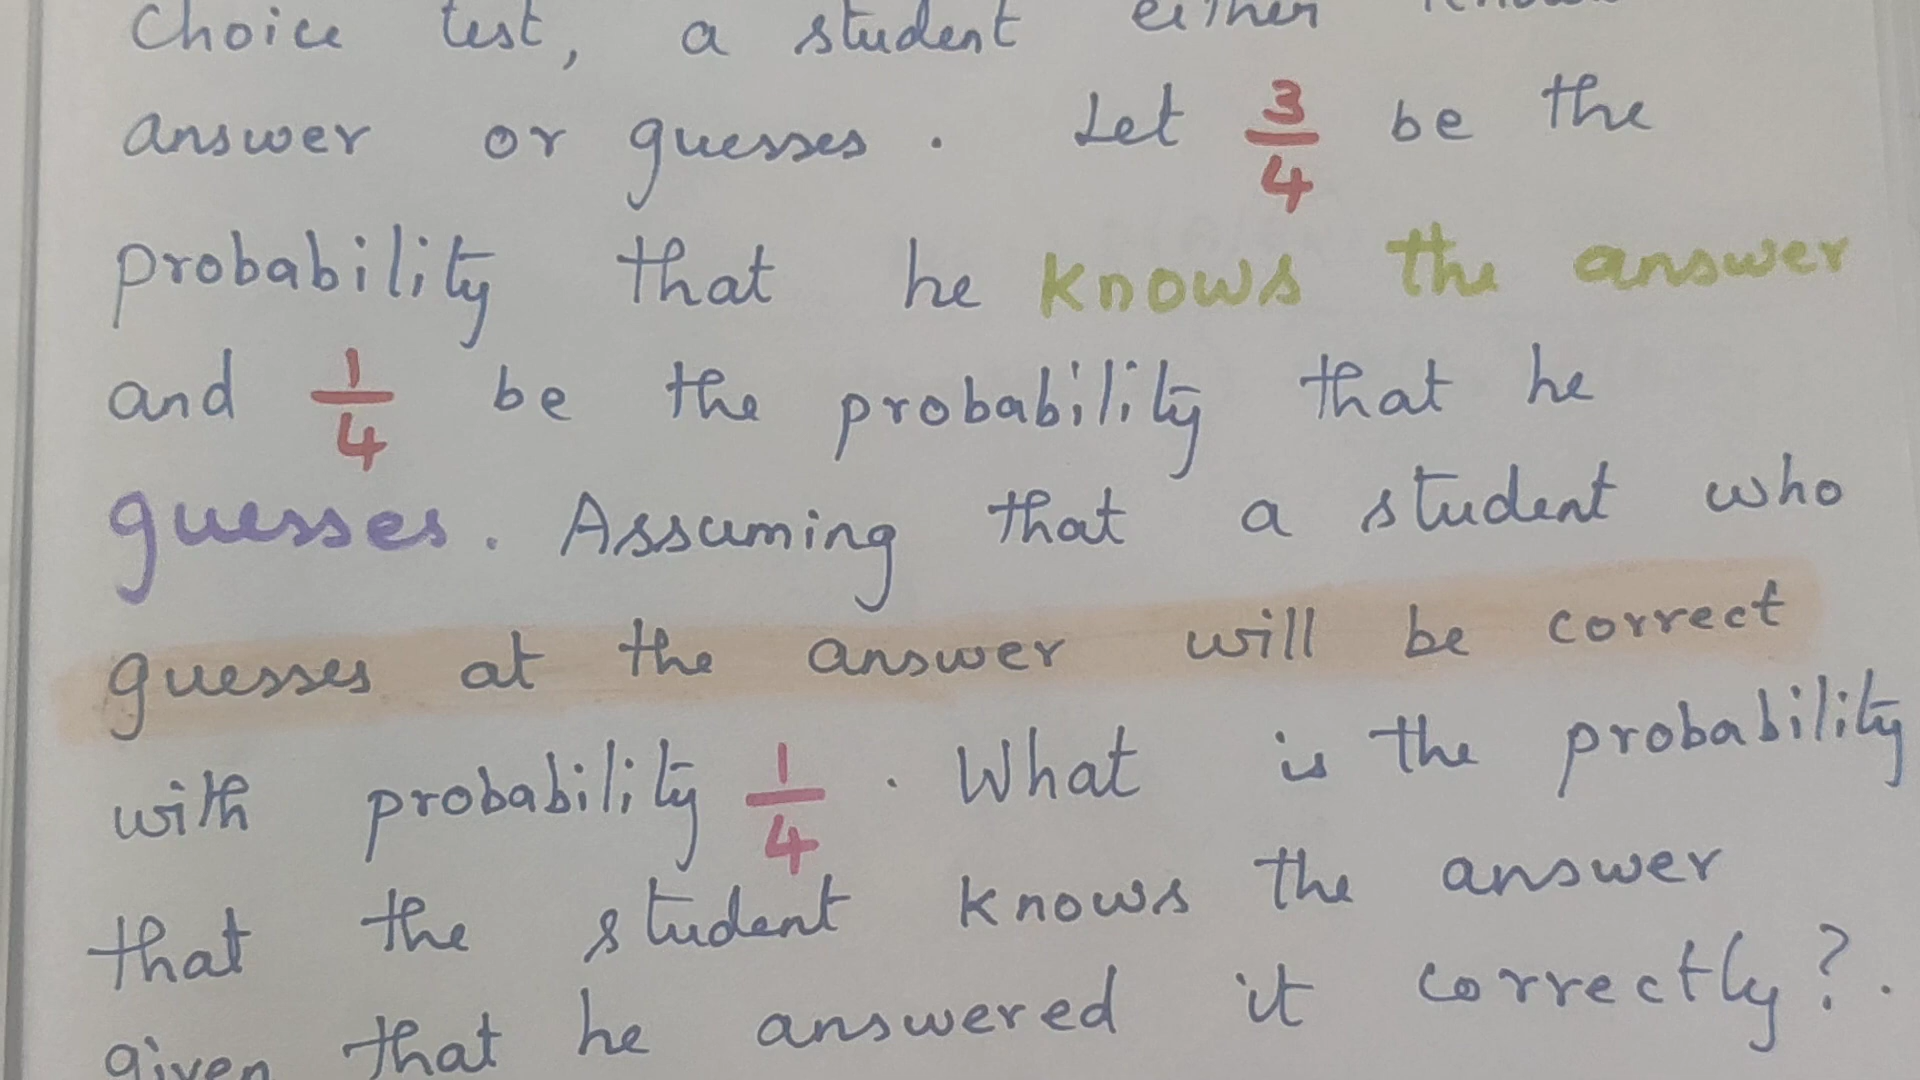 Choice test, a student either
answer or guesses. Let 3/4 be the
probability that he knows the answer
and 1/4 be the probability that he
guesses. Assuming that a student who
guesses at the answer will be correct
with probability 1/4. What is the probability
that the student knows the answer
given that he answered it correctly?.